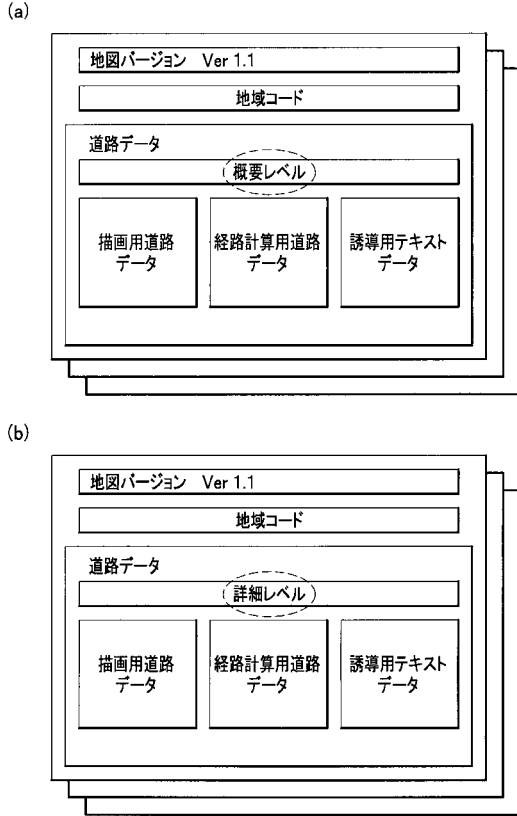 (a)
地図バージョン Ver 1.1
地域コード
道路データ
概要レベル
描画用道路
データ
経路計算用道路
データ
誘導用テキスト
データ
(b)
地図バージョン Ver 1.1
地域コード
道路データ
詳細レベル
描画用道路
データ
経路計算用道路
データ
誘導用テキスト
データ